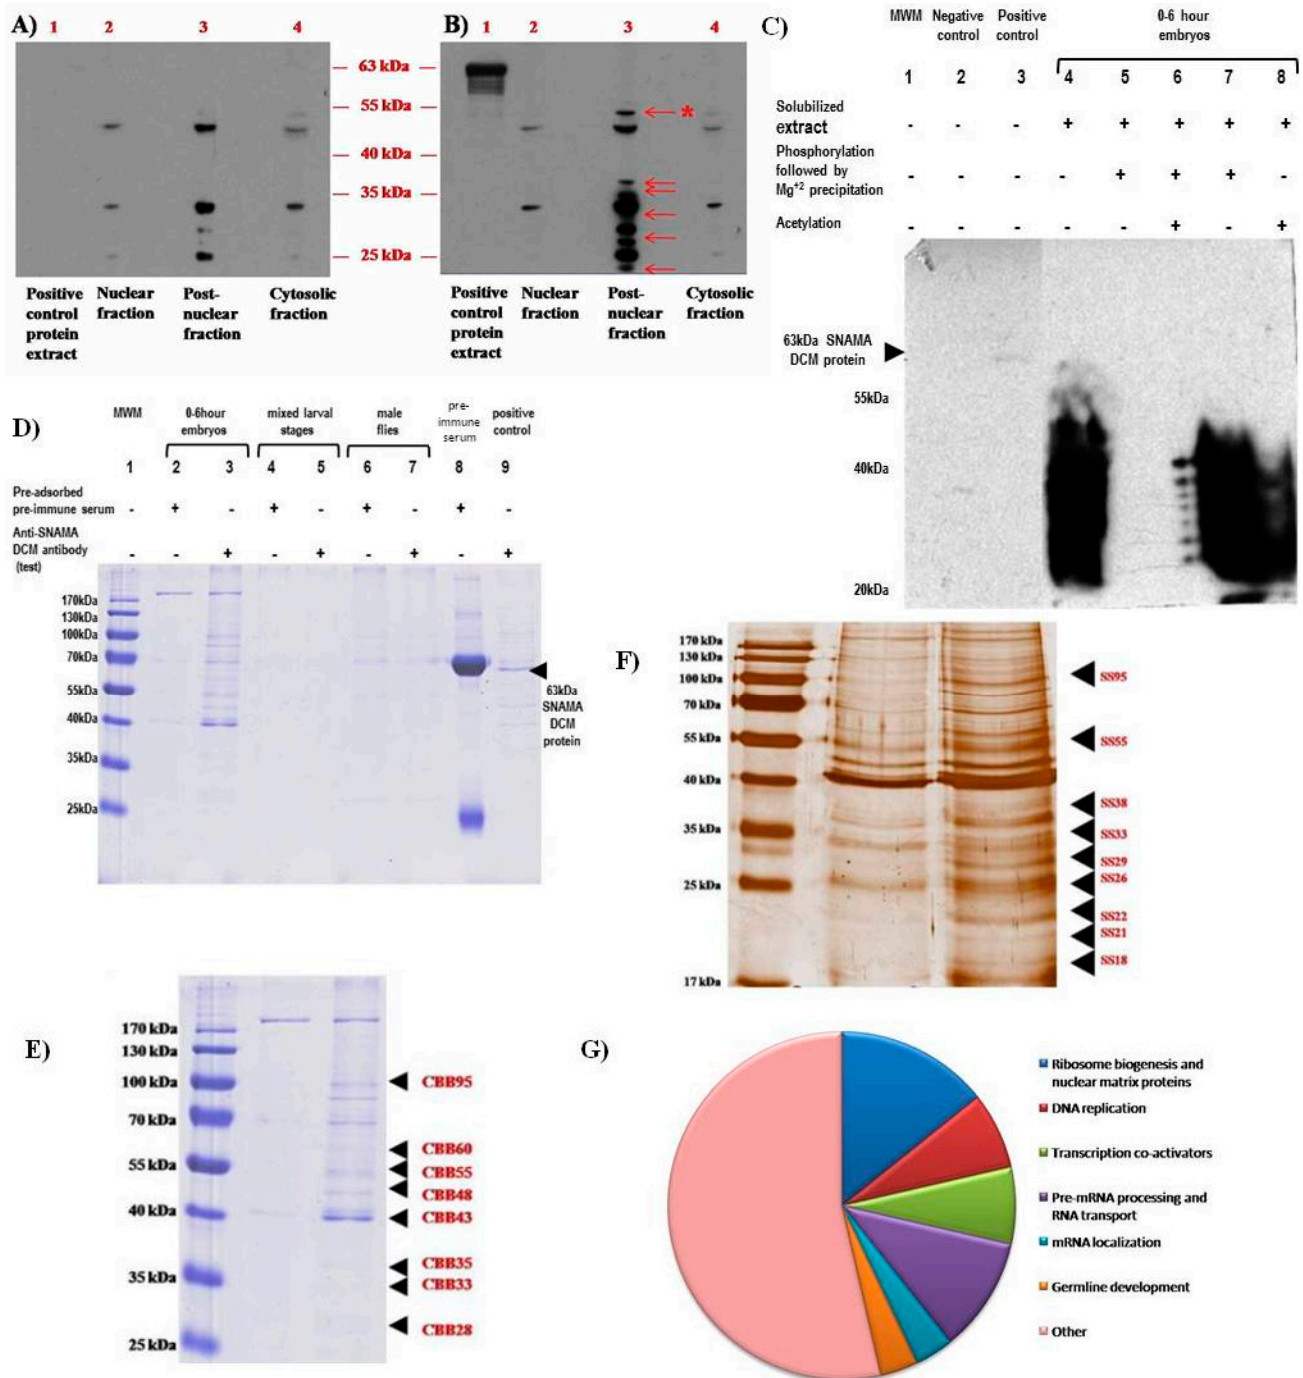 A)
1 2 3 4
63 kDa
55 kDa
40 kDa
35 kDa
25 kDa
Positive
control
protein
extract
Nuclear
fraction
Post-
nuclear
fraction
Cytosolic
fraction
B)
1 2 3 4
*
Positive
control
protein
extract
Nuclear
fraction
Post-
nuclear
fraction
Cytosolic
fraction
C)
MWM
Negative
control
Positive
control
0-6 hour
embryos
1 2 3 4 5 6 7 8
Solubilized
extract
- - - + + + + +
Phosphorylation
followed by
Mg+2 precipitation
- - - - + + + -
Acetylation
- - - - - + - +
63kDa SNAMA
DCM protein
55kDa
40kDa
20kDa
D)
MWM
0-6hour
embryos
mixed larval
stages
male
flies
pre-
immune
serum
positive
control
1 2 3 4 5 6 7 8 9
Pre-adsorbed
pre-immune serum
- + - + - + - + -
Anti-SNAMA
DCM antibody
(test)
- - + - + - + - +
170kDa
130kDa
100kDa
70kDa
55kDa
40kDa
35kDa
25kDa
63kDa
SNAMA
DCM
protein
F)
170 kDa
130 kDa
100 kDa
70 kDa
55 kDa
40 kDa
35 kDa
25 kDa
17 kDa
SS95
SS55
SS38
SS33
SS29
SS26
SS22
SS21
SS18
E)
170 kDa
130 kDa
100 kDa
70 kDa
55 kDa
40 kDa
35 kDa
25 kDa
CBB95
CBB60
CBB55
CBB48
CBB43
CBB35
CBB33
CBB28
G)
Ribosome biogenesis and
nuclear matrix proteins
DNA replication
Transcription co-activators
Pre-mRNA processing and
RNA transport
mRNA localization
Germline development
Other